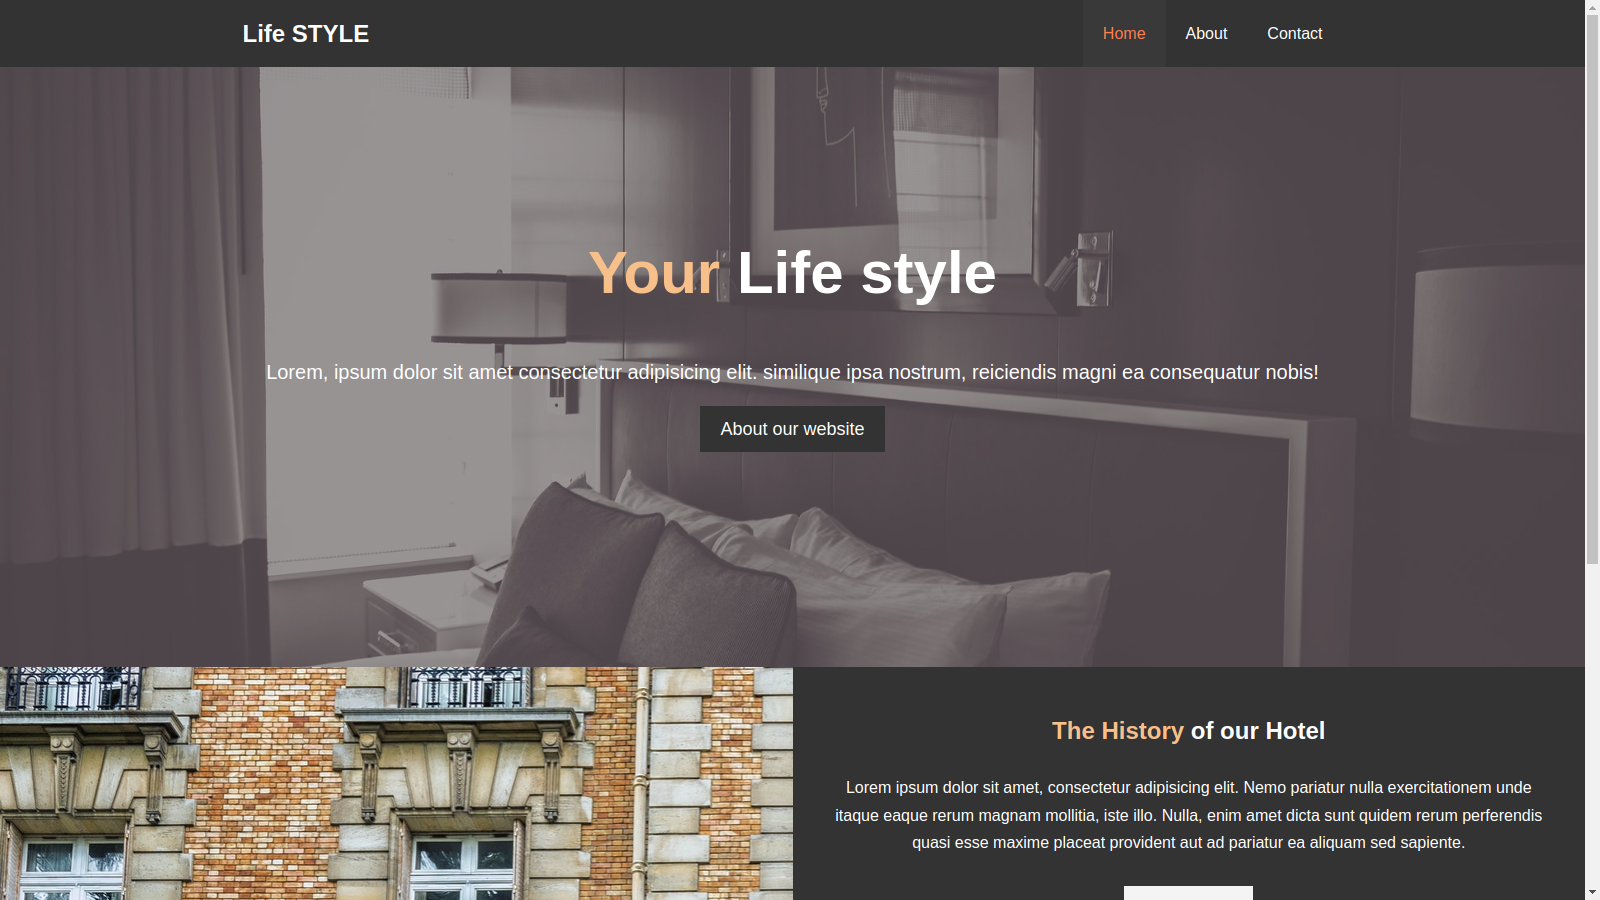 Life STYLE
Home About Contact
Your Life style
Lorem, ipsum dolor sit amet consectetur adipisicing elit. similique ipsa nostrum, reiciendis magni ea consequatur nobis!
About our website
The History of our Hotel
Lorem ipsum dolor sit amet, consectetur adipisicing elit. Nemo pariatur nulla exercitationem unde
itaque eaque rerum magnam mollitia, iste illo. Nulla, enim amet dicta sunt quidem rerum perferendis
quasi esse maxime placeat provident aut ad pariatur ea aliquam sed sapiente.